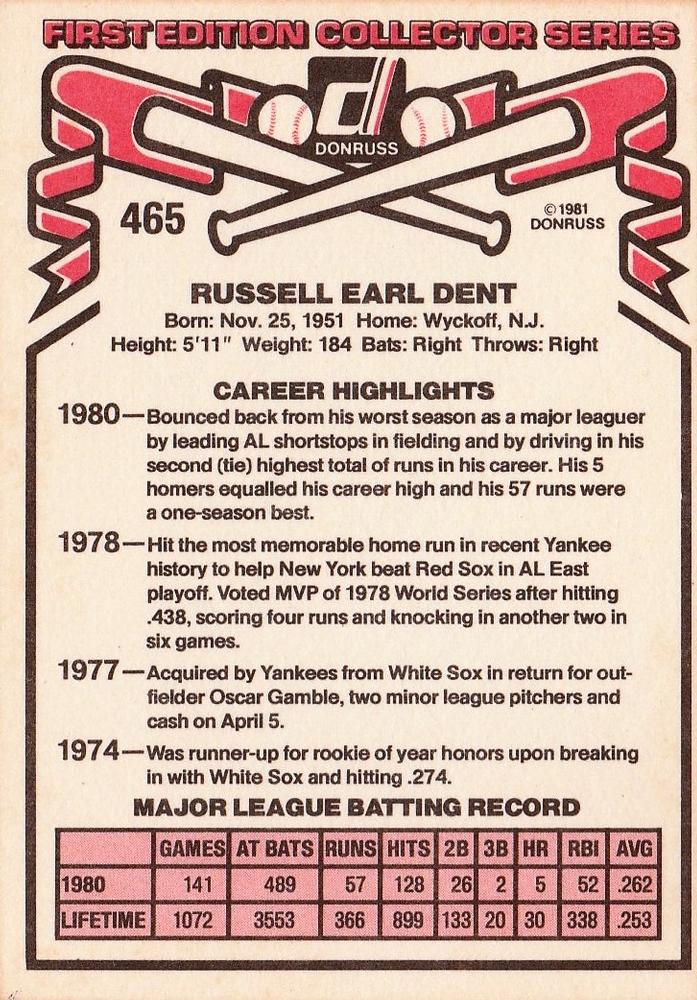 FIRST EDITION COLLECTOR SERIES
DONRUSS
465
©1981
DONRUSS
RUSSELL EARL DENT
Born: Nov. 25, 1951 Home: Wyckoff, N.J.
Height: 5'11" Weight: 184 Bats: Right Throws: Right
CAREER HIGHLIGHTS
1980—Bounced back from his worst season as a major leaguer
by leading AL shortstops in fielding and by driving in his
second (tie) highest total of runs in his career. His 5
homers equalled his career high and his 57 runs were
a one-season best.
1978—Hit the most memorable home run in recent Yankee
history to help New York beat Red Sox in AL East
playoff. Voted MVP of 1978 World Series after hitting
.438, scoring four runs and knocking in another two in
six games.
1977—Acquired by Yankees from White Sox in return for out-
fielder Oscar Gamble, two minor league pitchers and
cash on April 5.
1974—Was runner-up for rookie of year honors upon breaking
in with White Sox and hitting .274.
MAJOR LEAGUE BATTING RECORD
GAMES AT BATS RUNS HITS 2B 3B HR RBI AVG
1980 141 489 57 128 26 2 5 52 .262
LIFETIME 1072 3553 366 899 133 20 30 338 .253